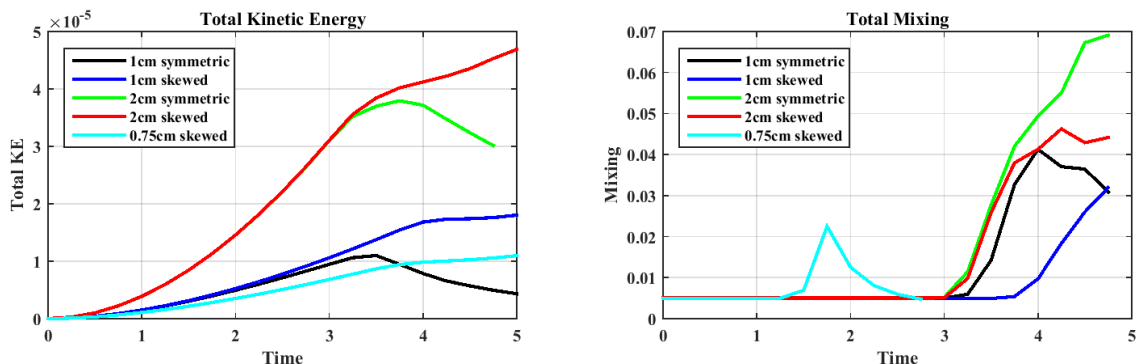 Total Kinetic Energy
×10⁻⁵
5
4
3
2
1
0
Total KE
1cm symmetric
1cm skewed
2cm symmetric
2cm skewed
0.75cm skewed
0 1 2 3 4 5
Time
Total Mixing
0.07
0.06
0.05
0.04
0.03
0.02
0.01
0
Mixing
1cm symmetric
1cm skewed
2cm symmetric
2cm skewed
0.75cm skewed
0 1 2 3 4 5
Time